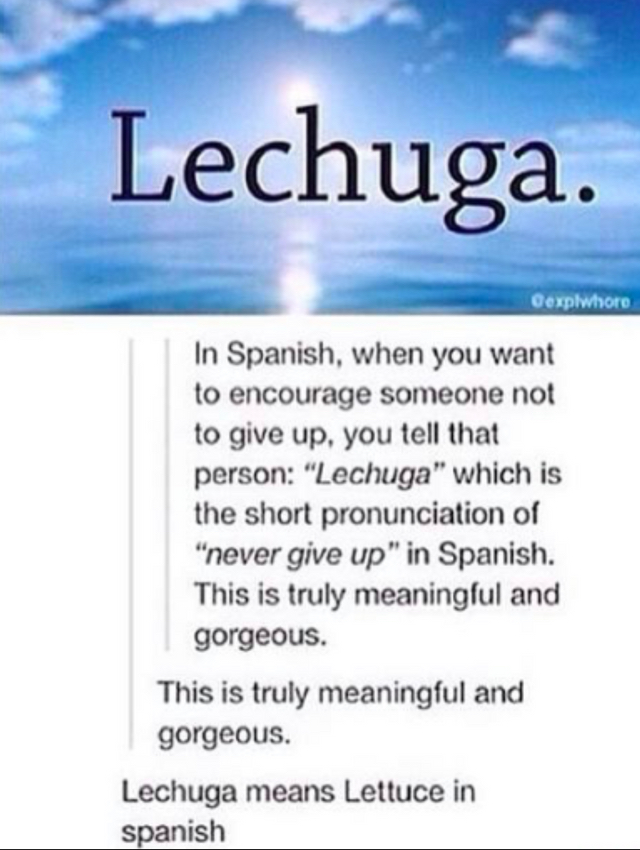 Lechuga.
@explwhore
In Spanish, when you want
to encourage someone not
to give up, you tell that
person: “Lechuga” which is
the short pronunciation of
“never give up” in Spanish.
This is truly meaningful and
gorgeous.
This is truly meaningful and
gorgeous.
Lechuga means Lettuce in
spanish